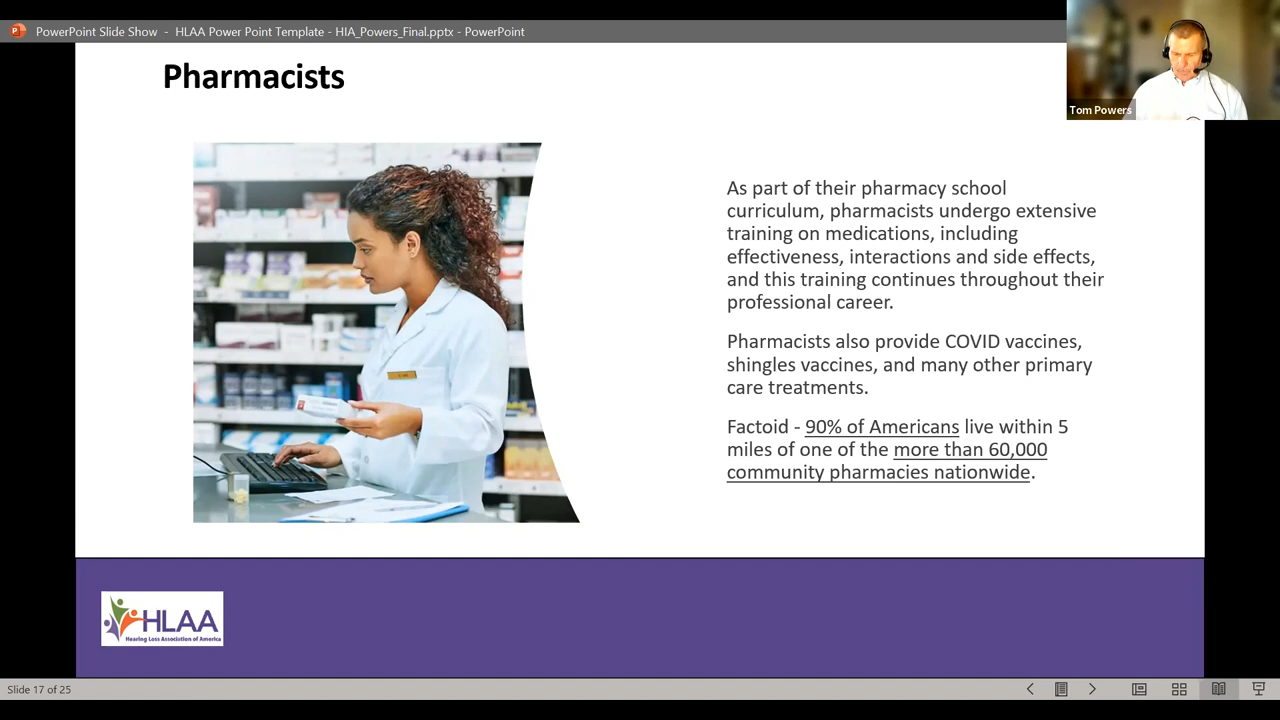 PowerPoint Slide Show - HLAA Power Point Template - HIA_Powers_Final.pptx - PowerPoint
Tom Powers
Pharmacists
As part of their pharmacy school
curriculum, pharmacists undergo extensive
training on medications, including
effectiveness, interactions and side effects,
and this training continues throughout their
professional career.
Pharmacists also provide COVID vaccines,
shingles vaccines, and many other primary
care treatments.
Factoid - 90% of Americans live within 5
miles of one of the more than 60,000
community pharmacies nationwide.
HLAA
Hearing Loss Association of America
Slide 17 of 25